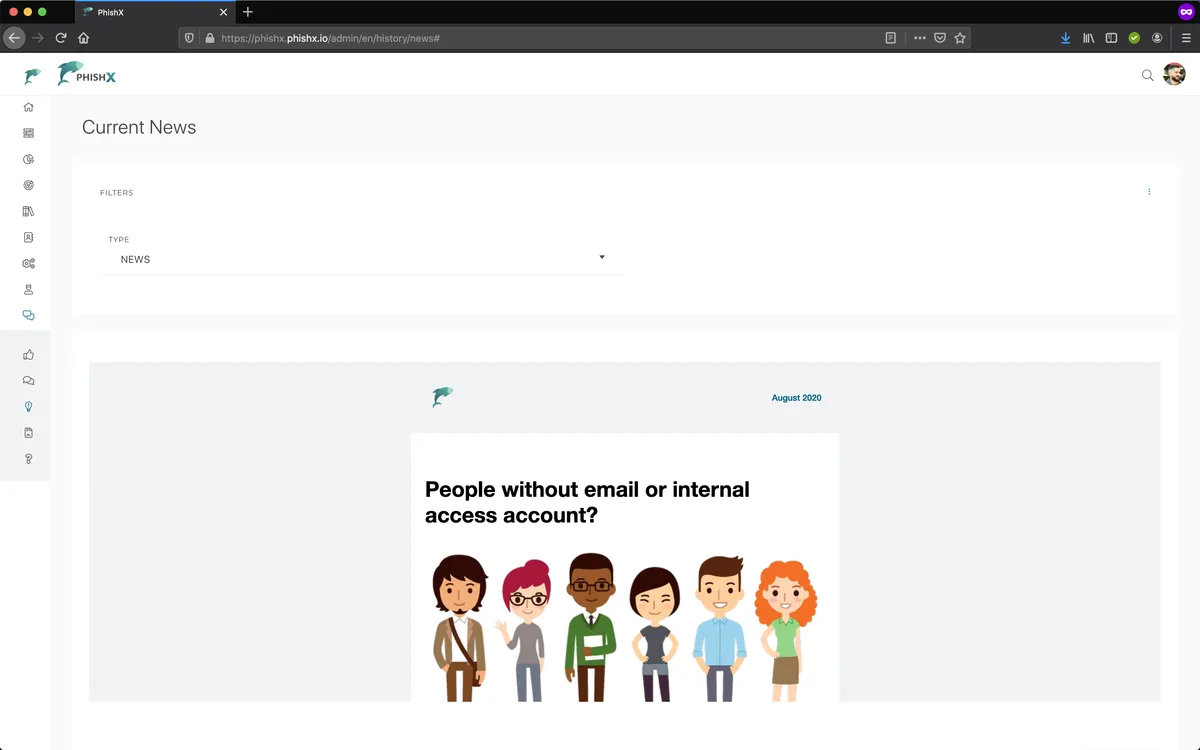 PhishX
https://phishx.phishx.io/admin/en/history/news#
PHISHX
Current News
FILTERS
TYPE
NEWS
August 2020
People without email or internal
access account?